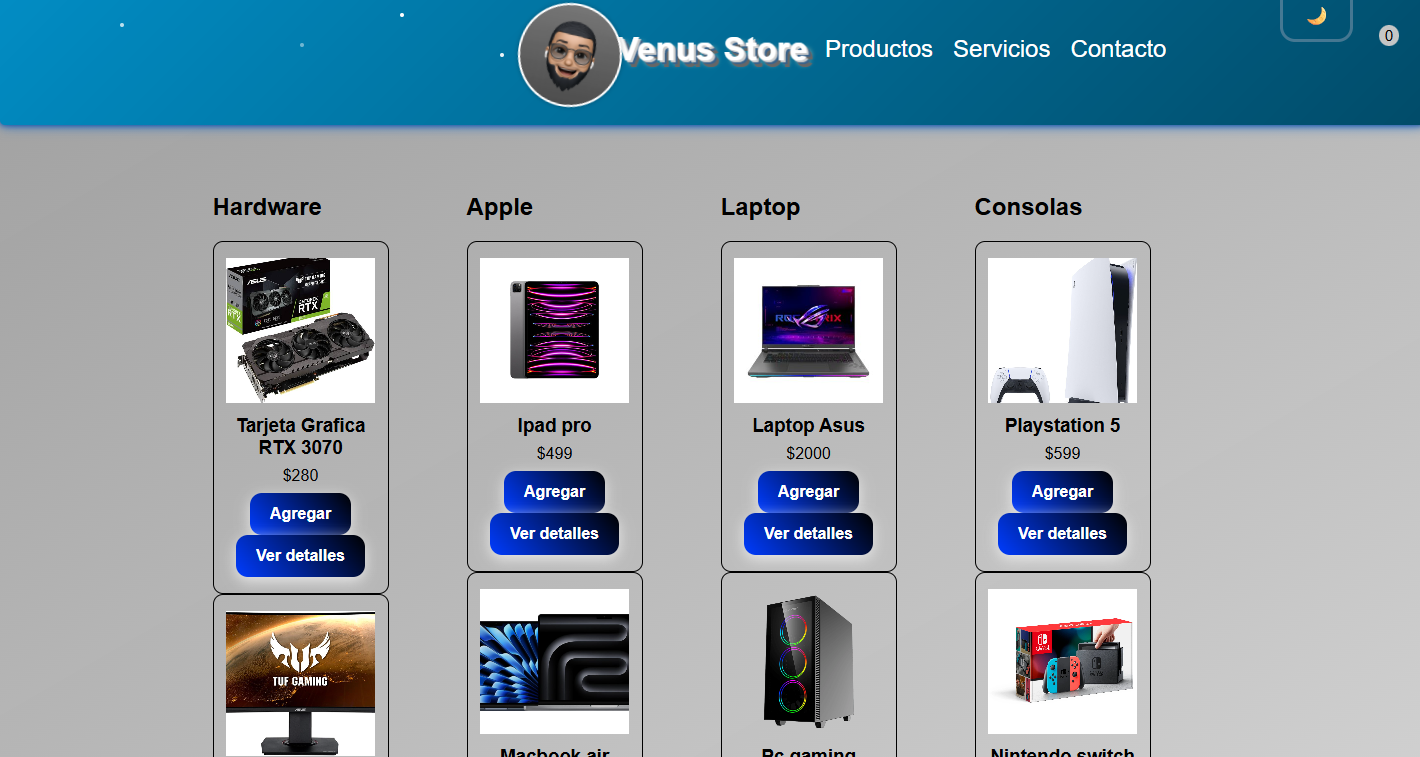 Venus Store Productos Servicios Contacto 0
Hardware
ASUS
RTX
Tarjeta Grafica
RTX 3070
$280
Agregar
Ver detalles
TUF GAMING
Apple
Ipad pro
$499
Agregar
Ver detalles
Macbook air
Laptop
Laptop Asus
$2000
Agregar
Ver detalles
Pc gaming
Consolas
Playstation 5
$599
Agregar
Ver detalles
Nintendo switch